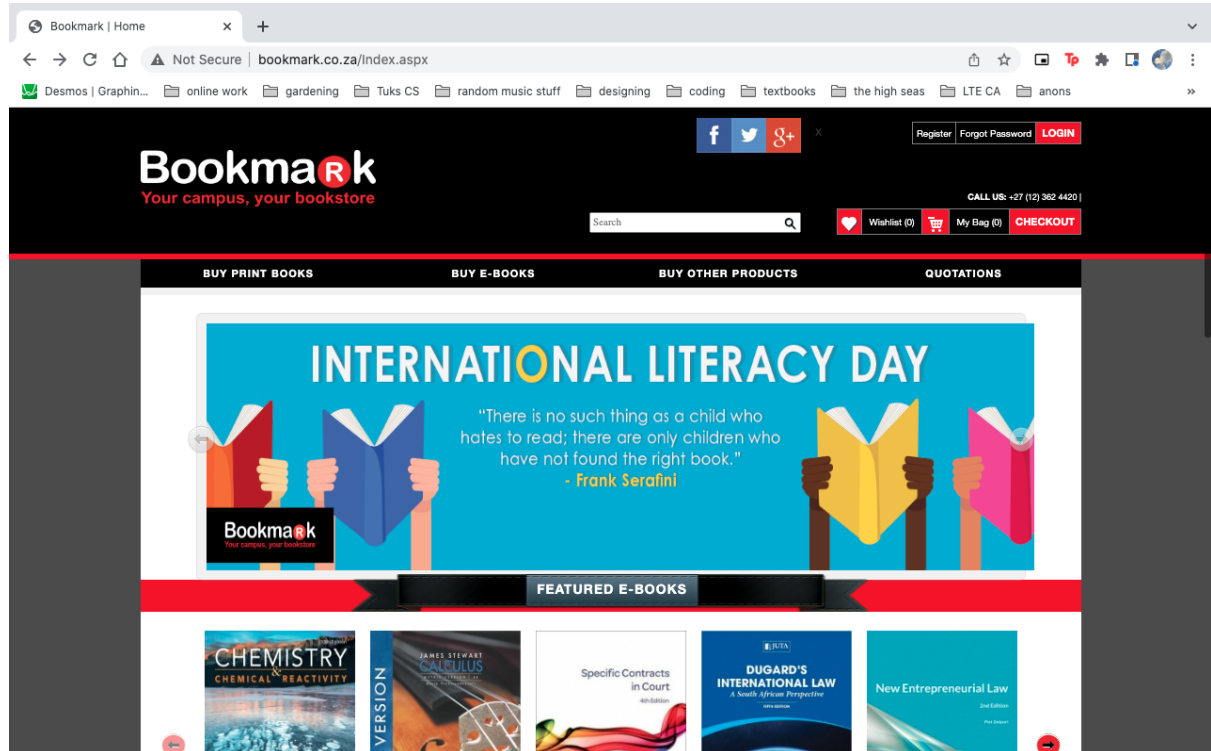 Bookmark | Home
Not Secure | bookmark.co.za/Index.aspx
Tp
Desmos | Graphin... online work gardening Tuks CS random music stuff designing coding textbooks the high seas LTE CA anons »
f g+ x Register Forgot Password LOGIN
Bookmark
Your campus, your bookstore
CALL US: +27 (12) 362 4420 |
Search Wishlist (0) My Bag (0) CHECKOUT
BUY PRINT BOOKS BUY E-BOOKS BUY OTHER PRODUCTS QUOTATIONS
INTERNATIONAL LITERACY DAY
"There is no such thing as a child who
hates to read; there are only children who
have not found the right book."
- Frank Serafini
Bookmark
Your campus, your bookstore
FEATURED E-BOOKS
CHEMISTRY
&
CHEMICAL REACTIVITY
VERSION
JAMES STEWART
CALCULUS
Specific Contracts
in Court
4th Edition
JUTA
DUGARD'S
INTERNATIONAL LAW
A South African Perspective
FIFTH EDITION
New Entrepreneurial Law
2nd Edition